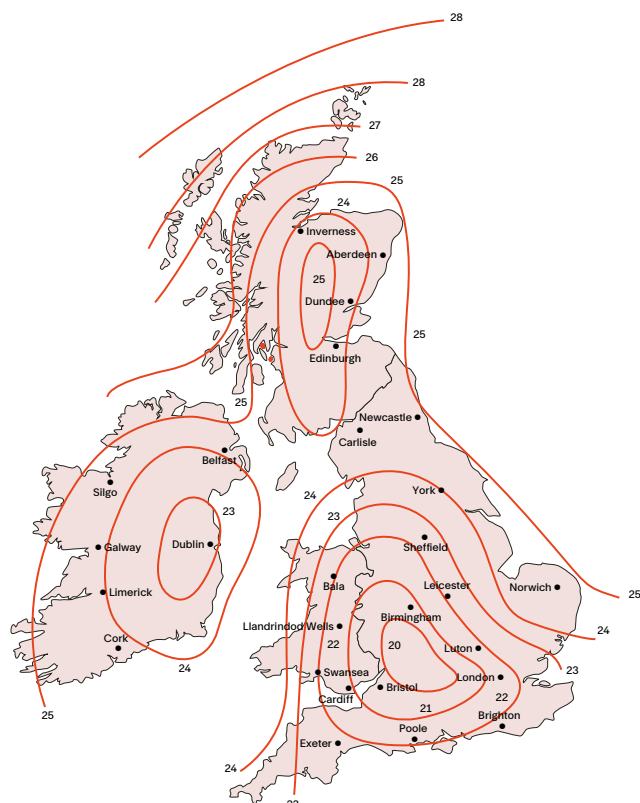 28
28
27
26
25
24
Inverness
Aberdeen
25
Dundee
25
Edinburgh
25
Newcastle
Carlisle
Belfast
Silgo
York
24
23
23
Dublin
Galway
Sheffield
Bala
Leicester
Norwich
Limerick
25
Birmingham
Llandrindod Wells
24
Cork
22
20
Luton
24
Swansea
London
23
Bristol
Cardiff
22
21
25
Brighton
Poole
Exeter
24